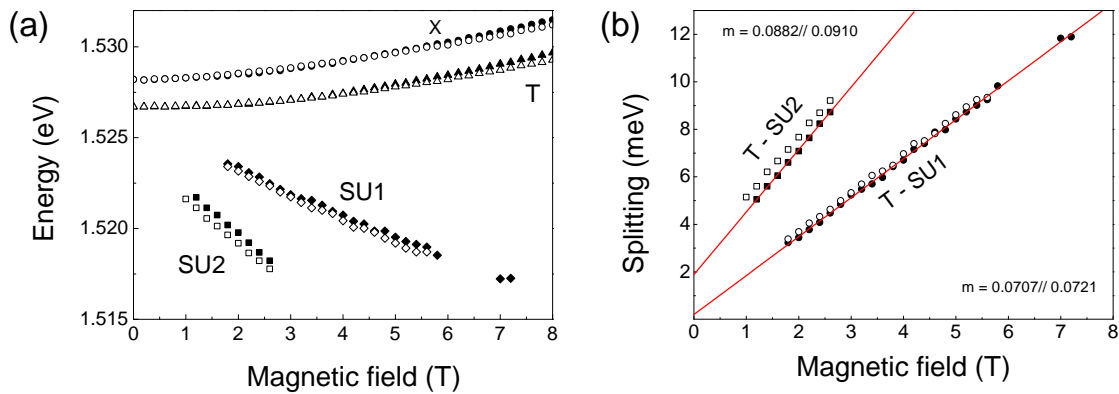 (a)
Energy (eV)
1.530
1.525
1.520
1.515
X
T
SU1
SU2
0 1 2 3 4 5 6 7 8
Magnetic field (T)
(b)
Splitting (meV)
12
10
8
6
4
2
m = 0.0882// 0.0910
T - SU2
T - SU1
m = 0.0707// 0.0721
0 1 2 3 4 5 6 7 8
Magnetic field (T)